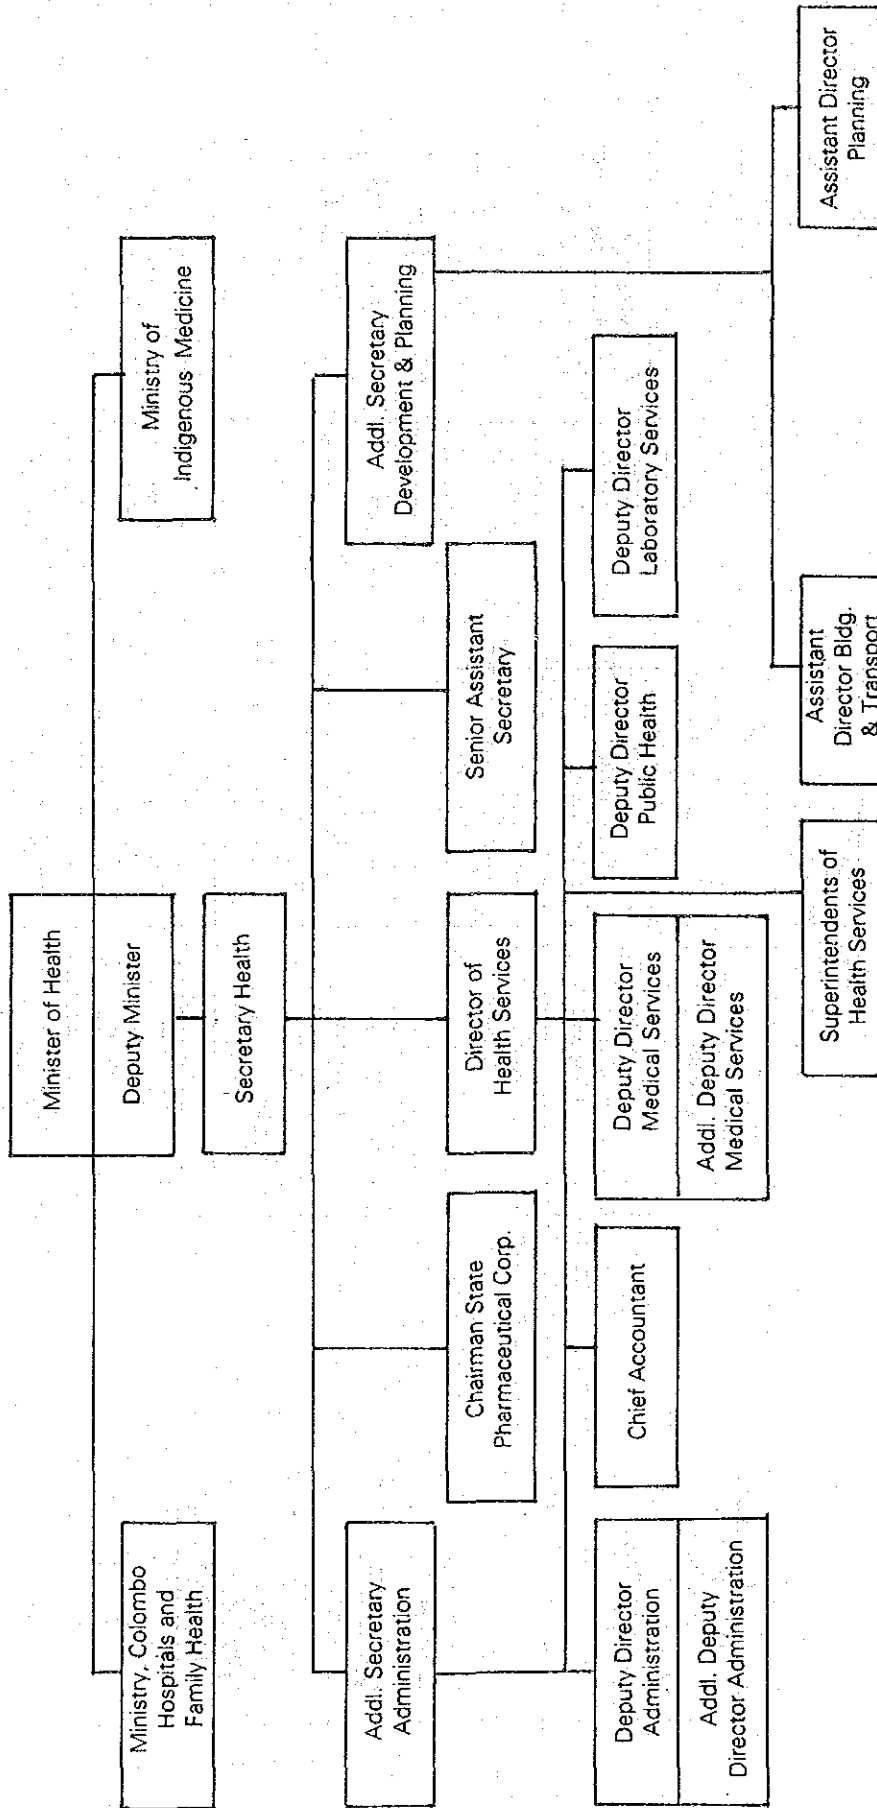 Minister of Health
Deputy Minister
Ministry, Colombo
Hospitals and
Family Health
Ministry of
Indigenous Medicine
Secretary Health
Addl. Secretary
Administration
Addl. Secretary
Development & Planning
Chairman State
Pharmaceutical Corp.
Director of
Health Services
Senior Assistant
Secretary
Deputy Director
Administration
Addl. Deputy
Director Administration
Chief Accountant
Deputy Director
Medical Services
Addl. Deputy Director
Medical Services
Deputy Director
Public Health
Deputy Director
Laboratory Services
Superintendents of
Health Services
Assistant
Director Bldg.
& Transport
Assistant Director
Planning